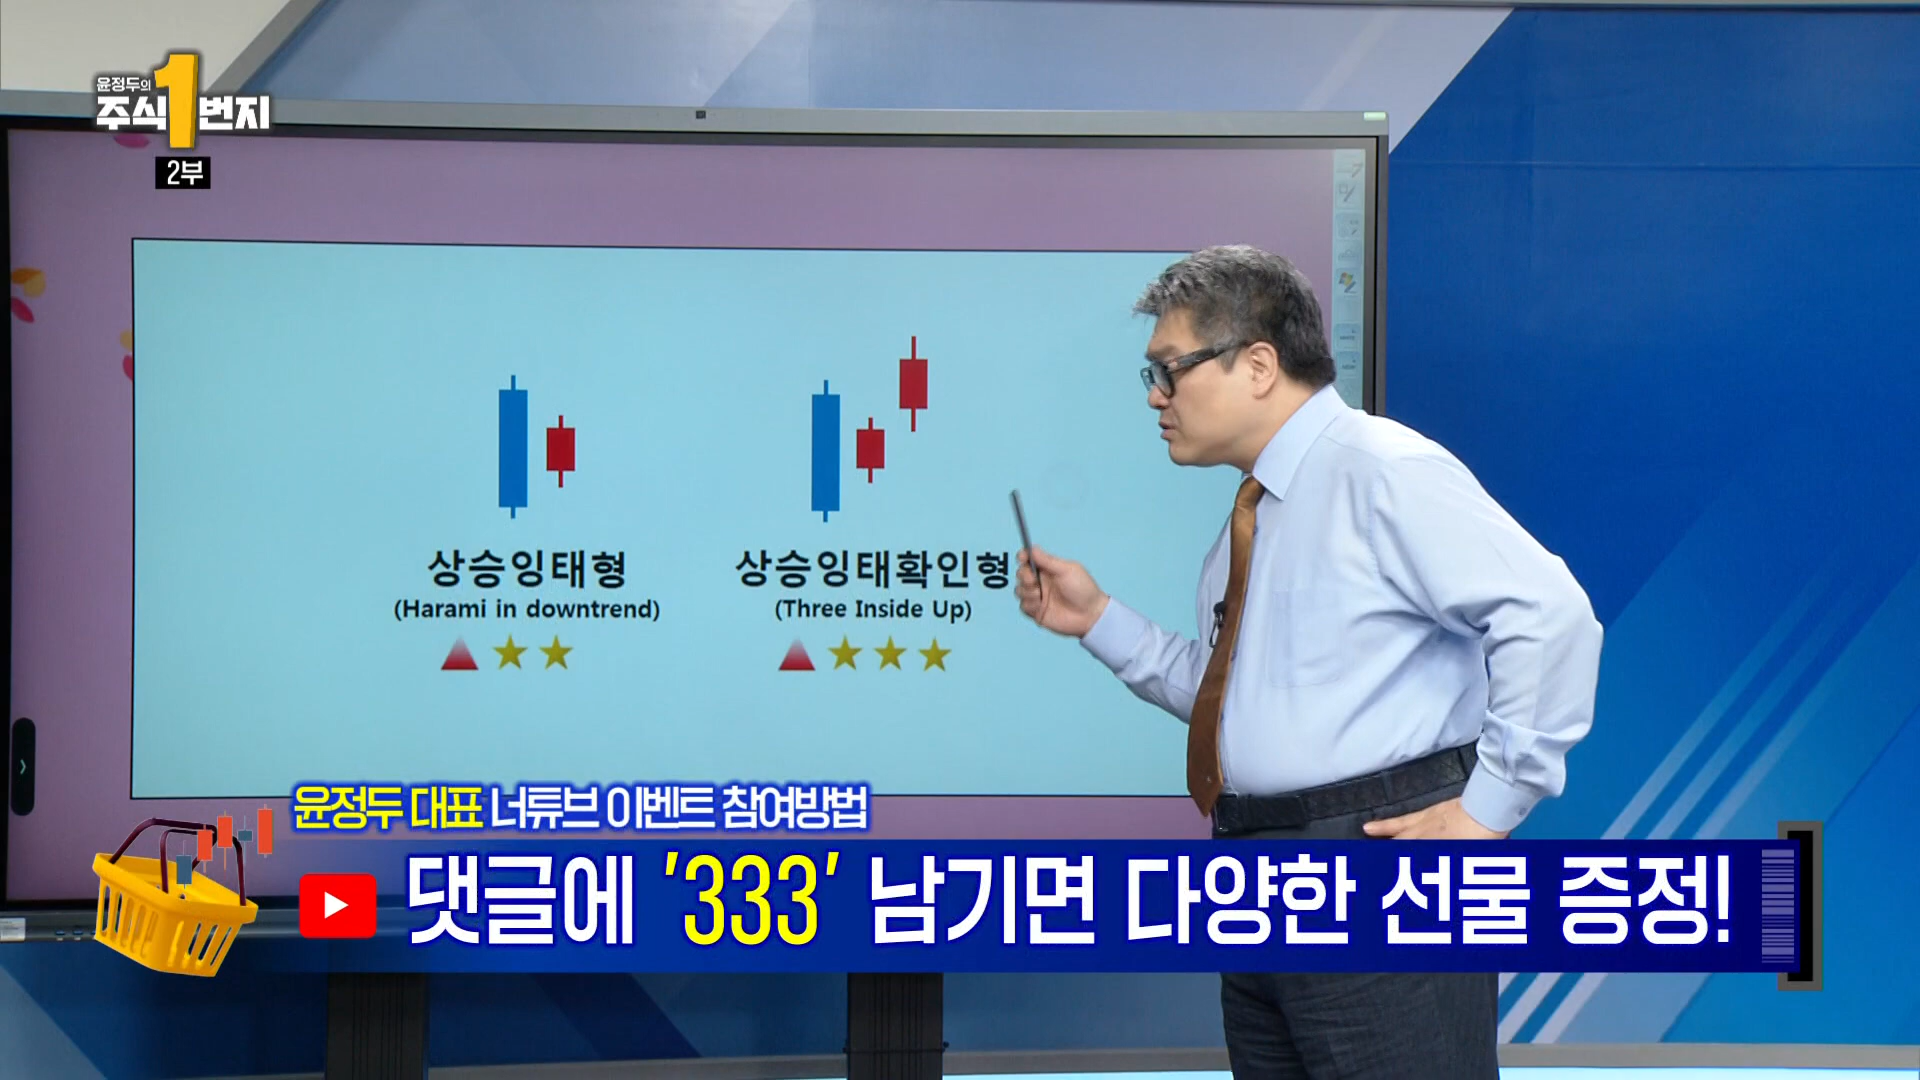 윤정두의
주식1번지
2부
상승잉태형
(Harami in downtrend)
상승잉태확인형
(Three Inside Up)
윤정두 대표 너튜브 이벤트 참여방법
댓글에 '333' 남기면 다양한 선물 증정!